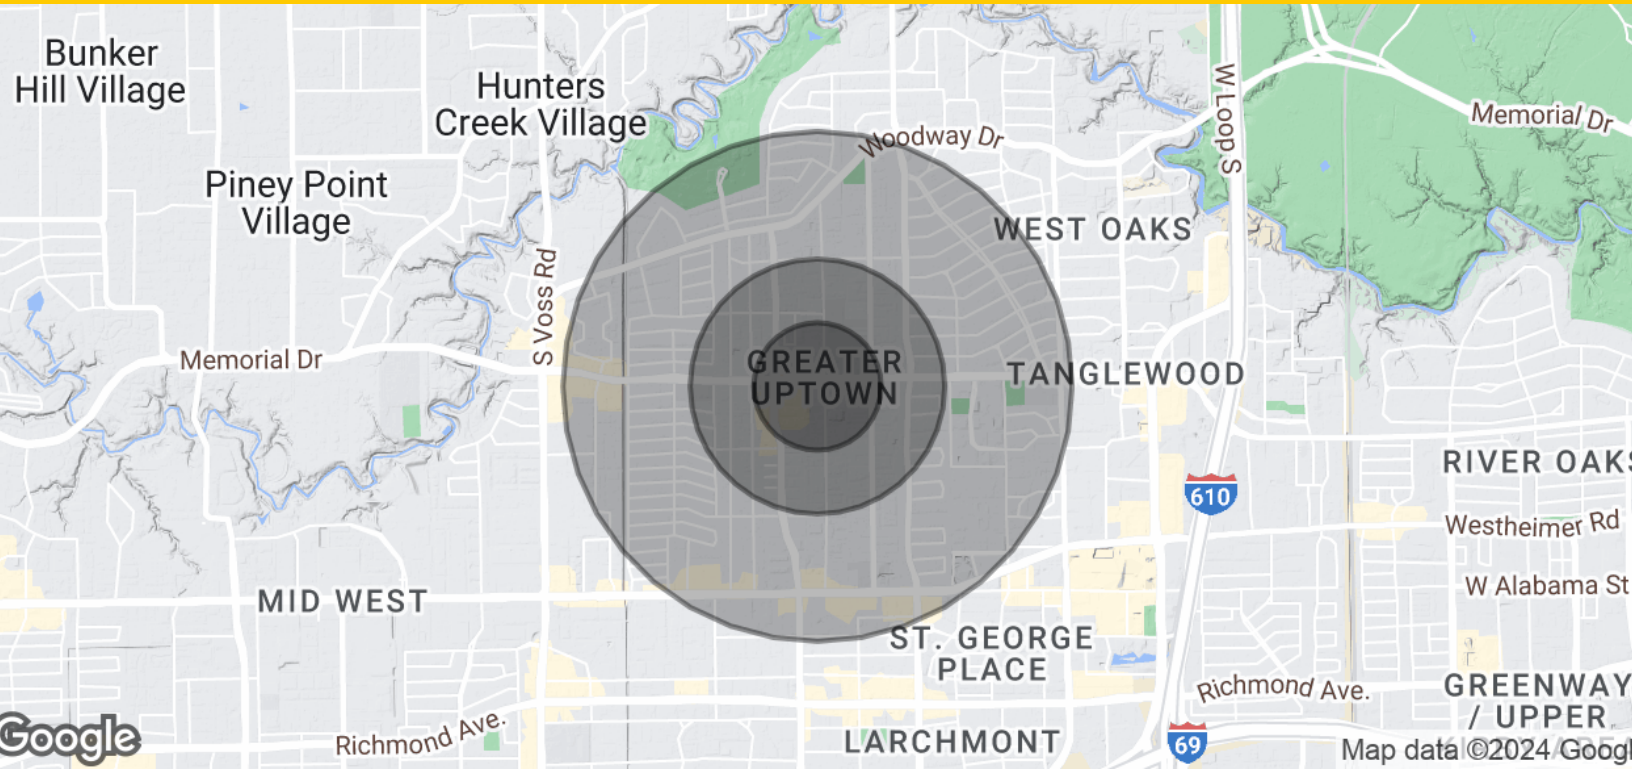 Bunker
Hill Village
Hunters
Creek Village
Piney Point
Village
Woodway Dr
W Loop S
Memorial Dr
WEST OAKS
S Voss Rd
Memorial Dr
GREATER
UPTOWN
TANGLEWOOD
RIVER OAKS
610
Westheimer Rd
W Alabama St
MID WEST
ST. GEORGE
PLACE
Richmond Ave.
GREENWAY
/ UPPER
Richmond Ave.
LARCHMONT
69
Google
Map data ©2024 Google